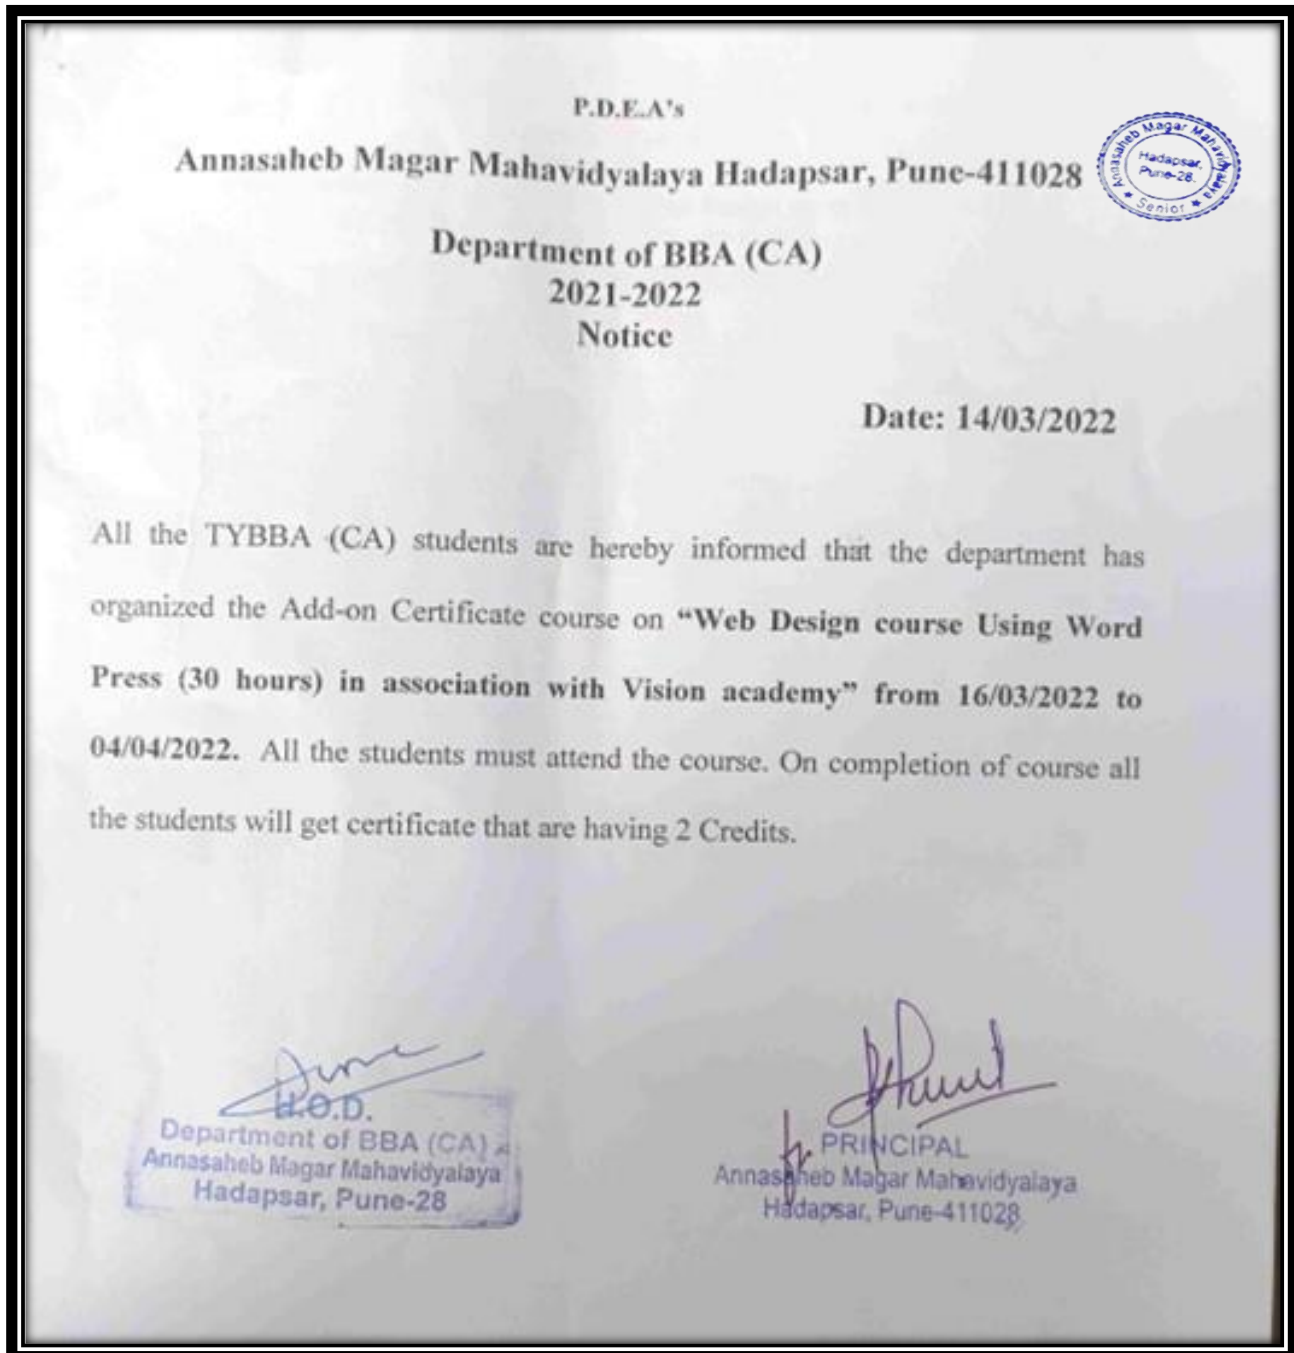 P.D.E.A's
Annasaheb Magar Mahavidyalaya Hadapsar, Pune-411028
Annasaheb Magar Mahavidyalaya
Hadapsar,
Pune-28.
★ Senior ★
Department of BBA (CA)
2021-2022
Notice
Date: 14/03/2022
All the TYBBA (CA) students are hereby informed that the department has
organized the Add-on Certificate course on “Web Design course Using Word
Press (30 hours) in association with Vision academy” from 16/03/2022 to
04/04/2022. All the students must attend the course. On completion of course all
the students will get certificate that are having 2 Credits.
H.O.D.
Department of BBA (CA)
Annasaheb Magar Mahavidyalaya
Hadapsar, Pune-28
PRINCIPAL
Annasaheb Magar Mahavidyalaya
Hadapsar, Pune-411028